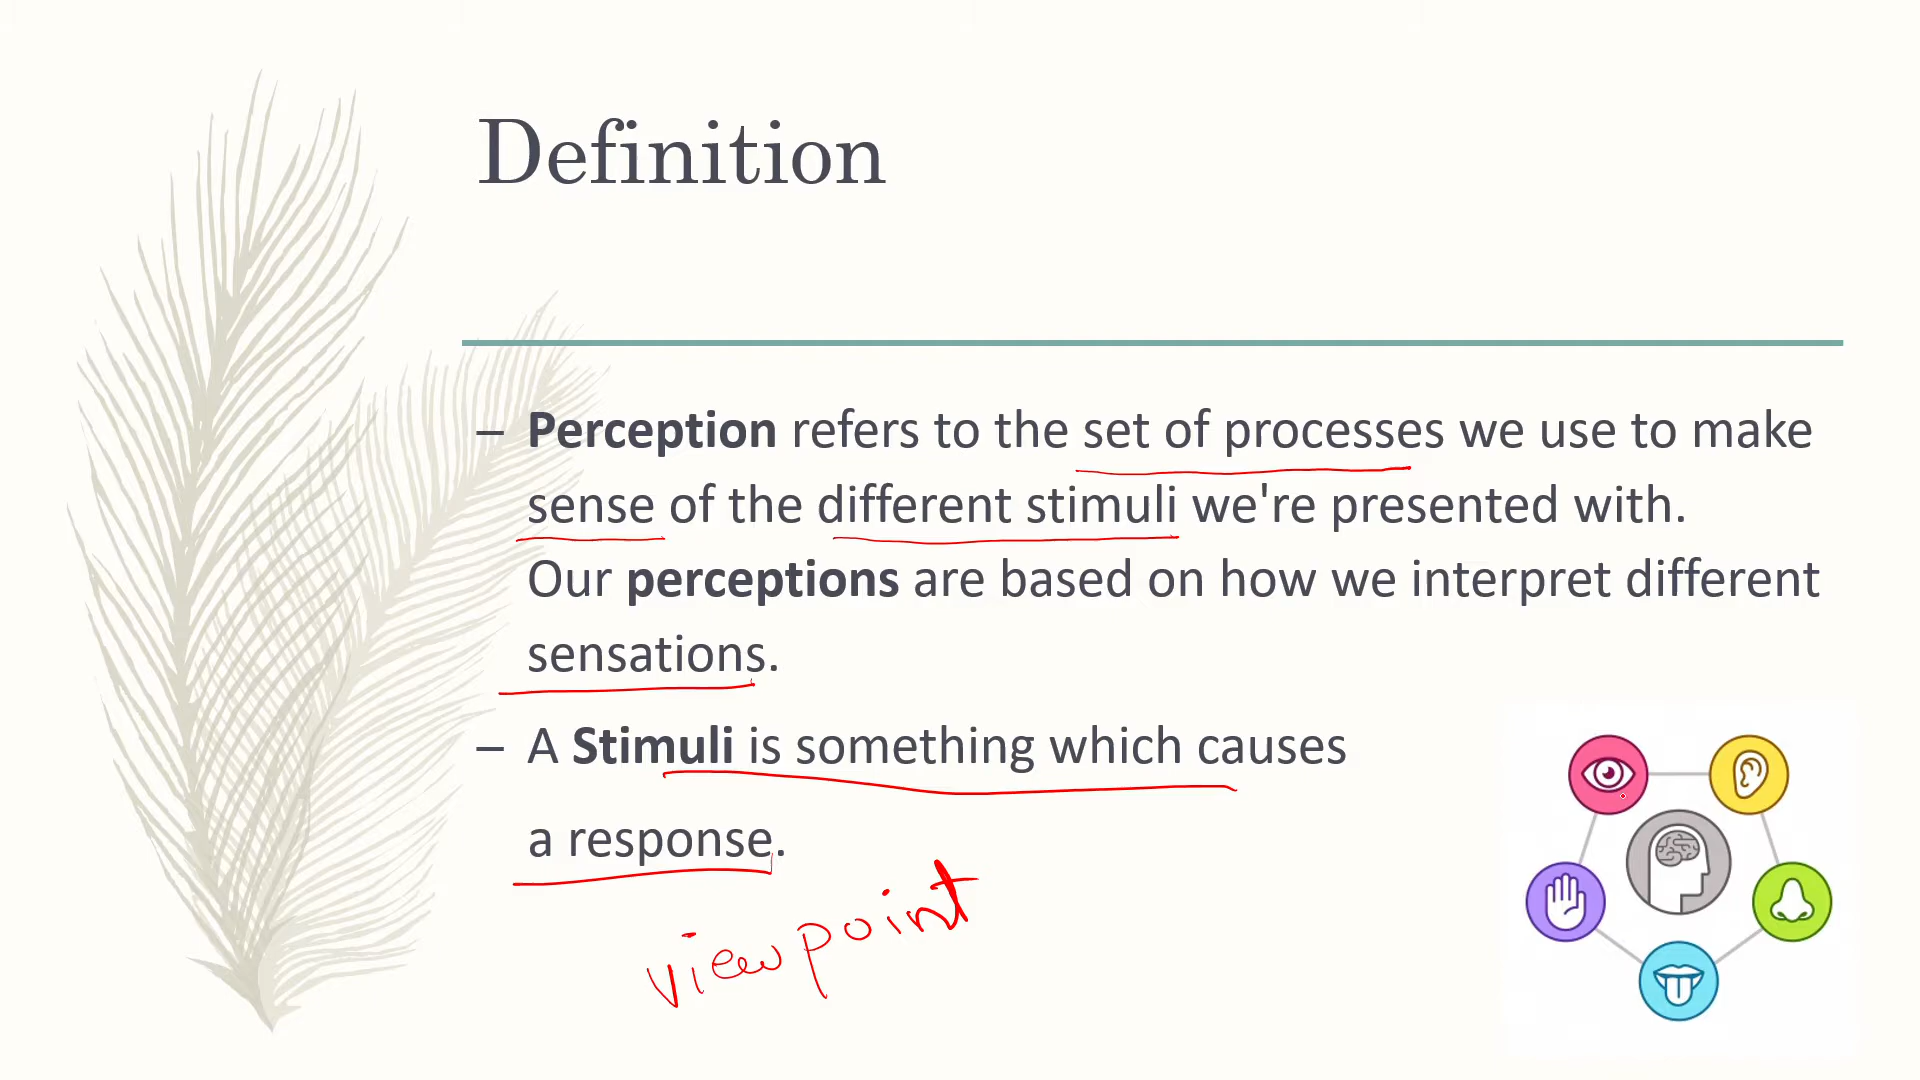 Definition
– Perception refers to the set of processes we use to make
sense of the different stimuli we're presented with.
Our perceptions are based on how we interpret different
sensations.
– A Stimuli is something which causes
a response.
viewpoint